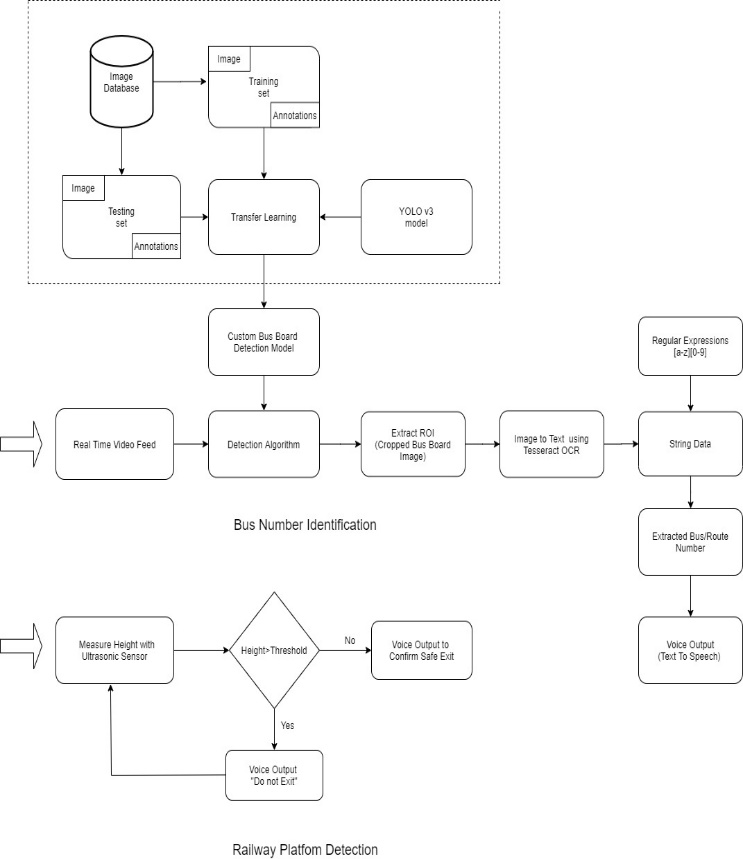 Image
Database
Image
Training
set
Annotations
Image
Testing
set
Annotations
Transfer Learning
YOLO v3
model
Custom Bus Board
Detection Model
Regular Expressions
[a-z][0-9]
Real Time Video Feed
Detection Algorithm
Extract ROI
(Cropped Bus Board
Image)
Image to Text using
Tesseract OCR
String Data
Bus Number Identification
Extracted Bus/Route
Number
Measure Height with
Ultrasonic Sensor
Height>Threshold
No
Voice Output to
Confirm Safe Exit
Voice Output
(Text To Speech)
Yes
Voice Output
"Do not Exit"
Railway Platfom Detection